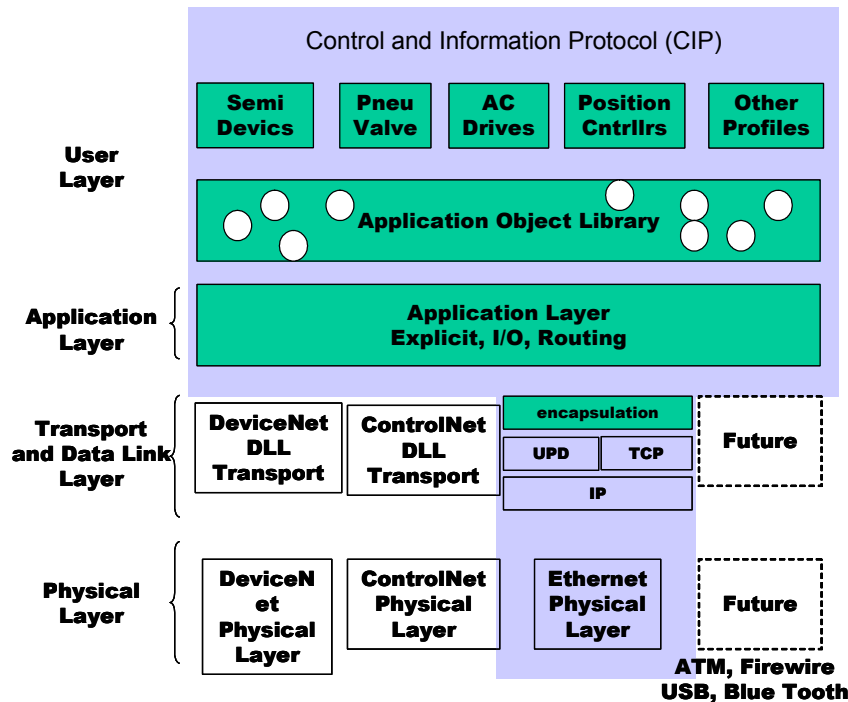 Control and Information Protocol (CIP)
Semi
Devics
Pneu
Valve
AC
Drives
Position
Cntrllrs
Other
Profiles
User
Layer
Application Object Library
Application
Layer
Application Layer
Explicit, I/O, Routing
Transport
and Data Link
Layer
DeviceNet
DLL
Transport
ControlNet
DLL
Transport
encapsulation
UPD
TCP
IP
Future
Physical
Layer
DeviceN
et
Physical
Layer
ControlNet
Physical
Layer
Ethernet
Physical
Layer
Future
ATM, Firewire
USB, Blue Tooth